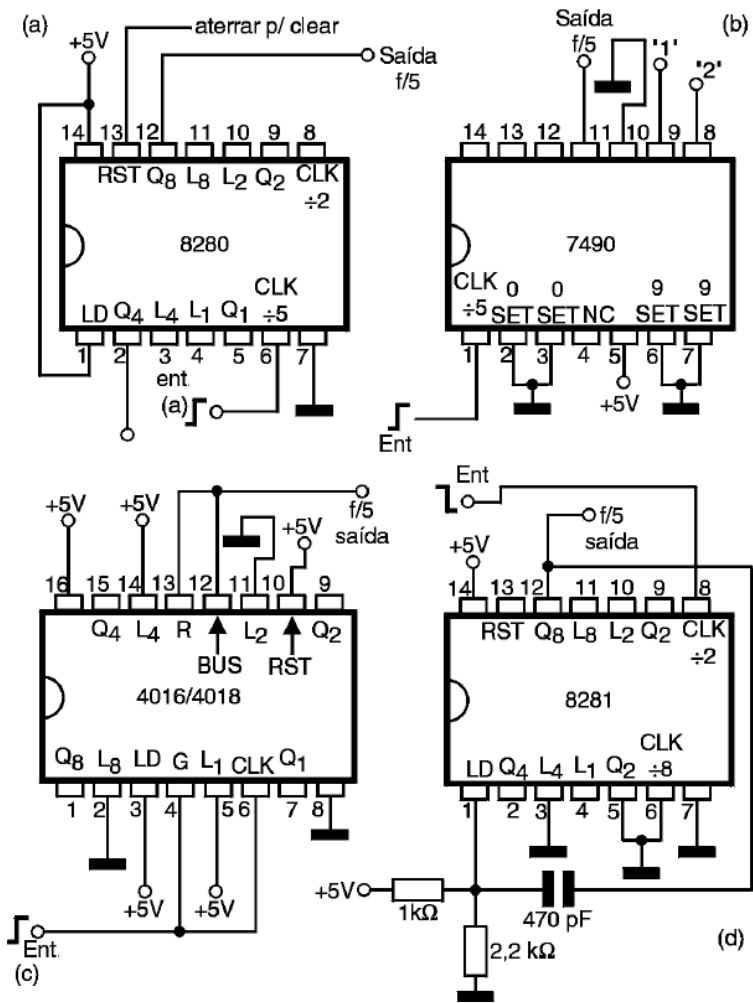 (a)
+5V
aterrar p/ clear
Saída
f/5
14 13 12 11 10 9 8
RST Q8 L8 L2 Q2 CLK
÷2
8280
CLK
LD Q4 L4 L1 Q1 ÷5
1 2 3 4 5 6 7
ent.
(a)
Saída
f/5
"1"
(b)
"2"
14 13 12 11 10 9 8
7490
CLK
÷5
0 0 9 9
SET SET NC SET SET
1 2 3 4 5 6 7
+5V
Ent
+5V +5V
f/5
saída
+5V
16 15 14 13 12 11 10 9
Q4 L4 R L2 Q2
BUS RST
4016/4018
Q8 L8 LD G L1 CLK Q1
1 2 3 4 5 6 7 8
+5V +5V
Ent.
(c)
Ent
f/5
saída
+5V
14 13 12 11 10 9 8
RST Q8 L8 L2 Q2 CLK
÷2
8281
CLK
LD Q4 L4 L1 Q2 ÷8
1 2 3 4 5 6 7
+5V
1kΩ
470 pF
2,2 kΩ
(d)